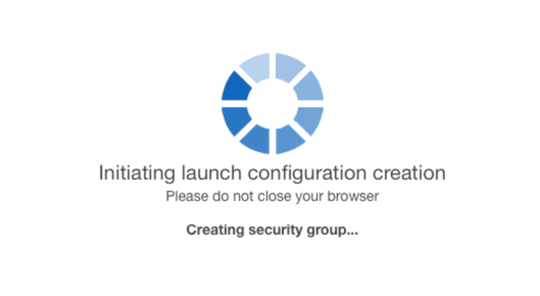 Initiating launch configuration creation
Please do not close your browser
Creating security group...